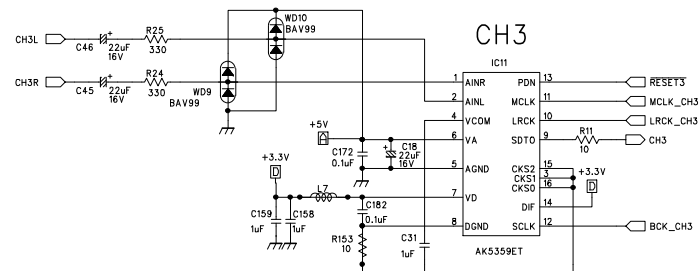 CH3
WD10
BAV99
CH3L
C46
22uF
16V
+
R25
330
CH3R
C45
22uF
16V
+
R24
330
WD9
BAV99
IC11
1 AINR PDN 13 RESET3
2 AINL MCLK 11 MCLK_CH3
4 VCOM LRCK 10 LRCK_CH3
6 VA SDTO 9 R11 10 CH3
5 AGND CKS2 15
CKS1 3
CKS0 16
+3.3V
D
7 VD DIF 14
8 DGND SCLK 12 BCK_CH3
AK5359ET
+5V
A
C172
0.1uF
+
C18
22uF
16V
+3.3V
D
L7
C159
1uF
C158
1uF
C182
0.1uF
R153
10
C31
1uF